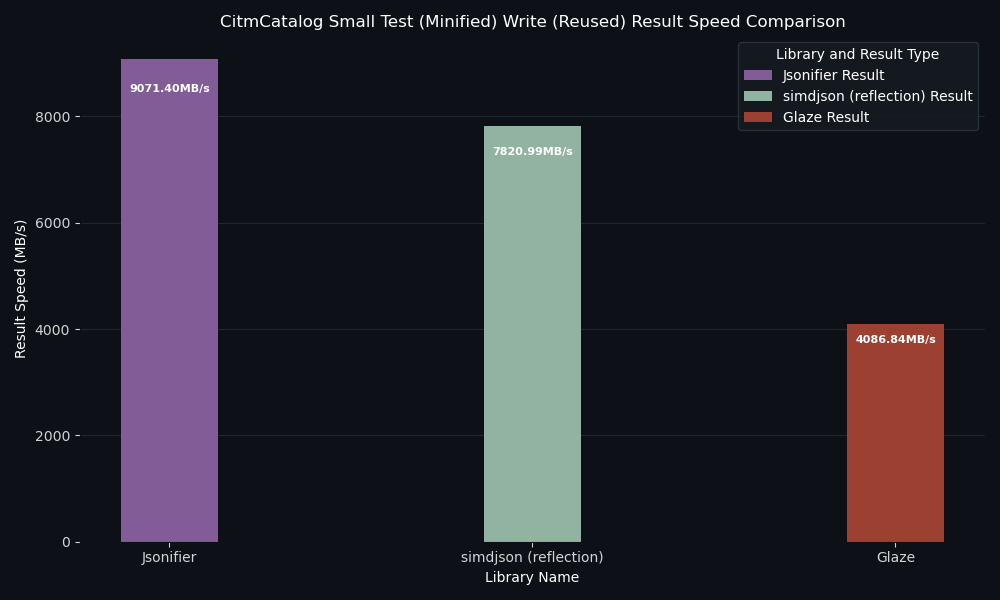 CitmCatalog Small Test (Minified) Write (Reused) Result Speed Comparison
Library and Result Type
Jsonifier Result
simdjson (reflection) Result
Glaze Result
9071.40MB/s
7820.99MB/s
4086.84MB/s
Result Speed (MB/s)
8000
6000
4000
2000
0
Jsonifier
simdjson (reflection)
Glaze
Library Name